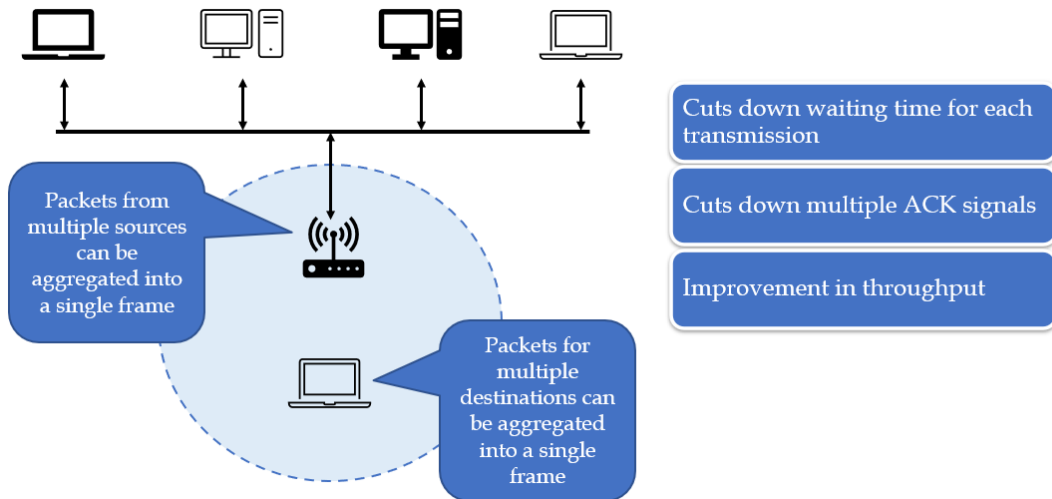 Cuts down waiting time for each
transmission
Packets from
multiple sources
can be
aggregated into
a single frame
Cuts down multiple ACK signals
Improvement in throughput
Packets for
multiple
destinations can
be aggregated
into a single
frame